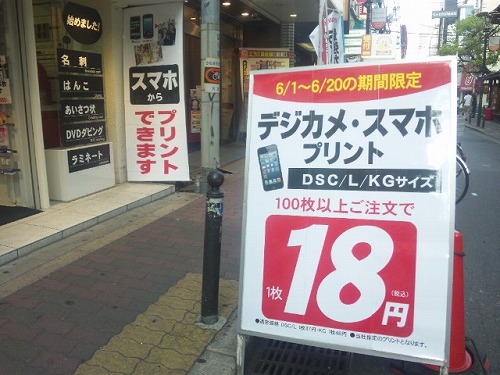 始めました!
名刺
はんこ
あいさつ状
DVDダビング
ラミネート
スマホ
から
プリント
できます
6/1~6/20の期間限定
デジカメ・スマホ
プリント
DSC/L/KGサイズ
100枚以上ご注文で
1枚
18円
(税込)